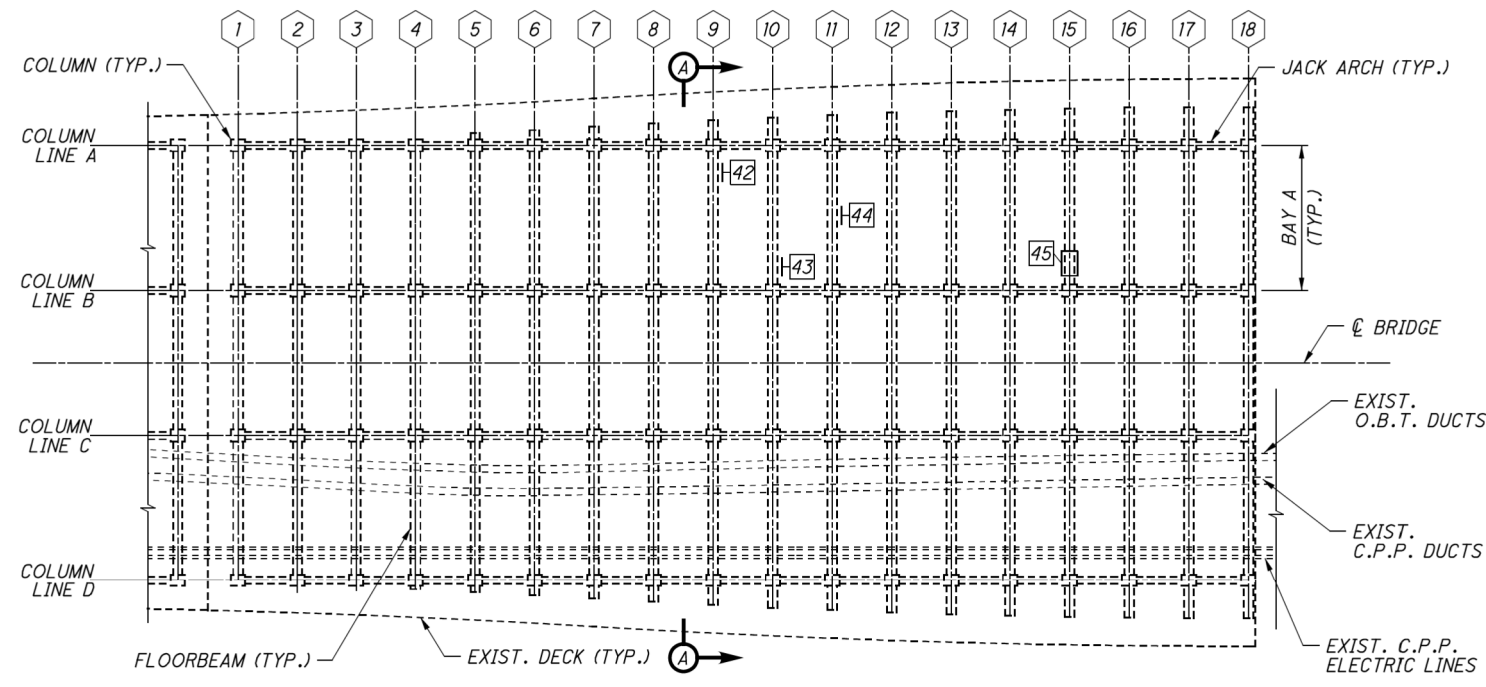 1 2 3 4 5 6 7 8 9 10 11 12 13 14 15 16 17 18
COLUMN (TYP.)
A
JACK ARCH (TYP.)
COLUMN
LINE A
42
44
BAY A
(TYP.)
45
43
COLUMN
LINE B
℄ BRIDGE
EXIST.
O.B.T. DUCTS
COLUMN
LINE C
EXIST.
C.P.P. DUCTS
COLUMN
LINE D
FLOORBEAM (TYP.)
EXIST. DECK (TYP.)
A
EXIST. C.P.P.
ELECTRIC LINES